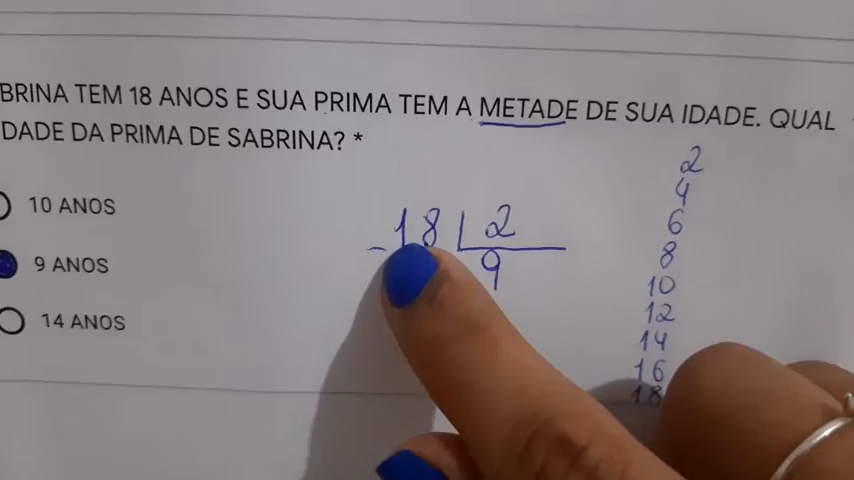 BRINA TEM 18 ANOS E SUA PRIMA TEM A METADE DE SUA IDADE. QUAL
DADE DA PRIMA DE SABRINA? *
10 ANOS
9 ANOS
14 ANOS
- 18 2
9
2
4
6
8
10
12
14
16
18